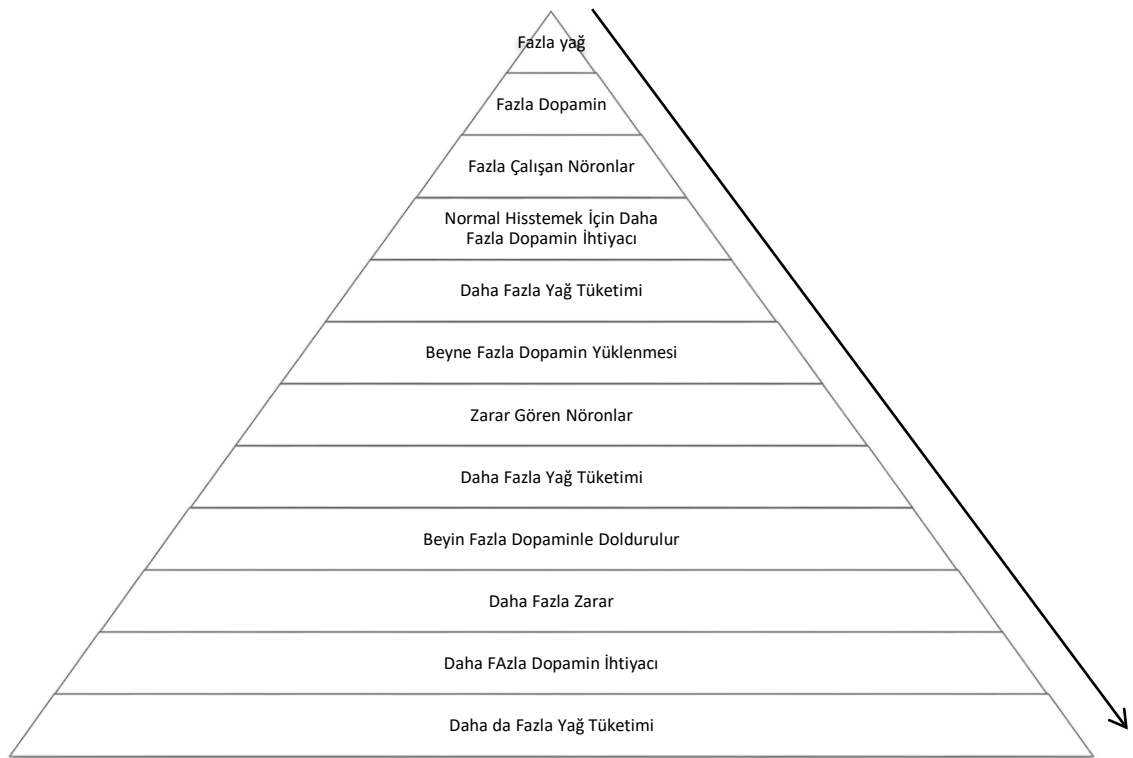 Fazla yağ
Fazla Dopamin
Fazla Çalışan Nöronlar
Normal Hisstemek İçin Daha
Fazla Dopamin İhtiyacı
Daha Fazla Yağ Tüketimi
Beyne Fazla Dopamin Yüklenmesi
Zarar Gören Nöronlar
Daha Fazla Yağ Tüketimi
Beyin Fazla Dopaminle Doldurulur
Daha Fazla Zarar
Daha FAzla Dopamin İhtiyacı
Daha da Fazla Yağ Tüketimi